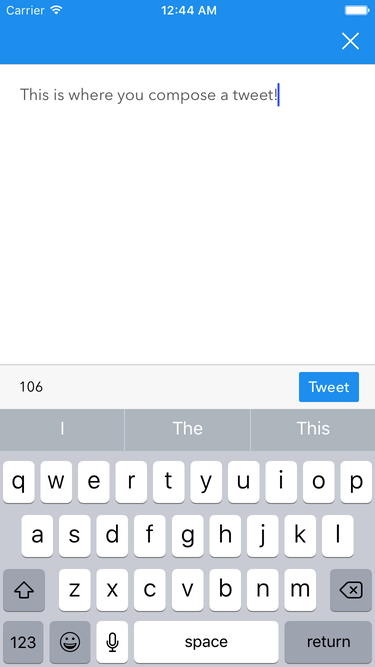 Carrier 12:44 AM
This is where you compose a tweet!
106 Tweet
I The This
q w e r t y u i o p
a s d f g h j k l
z x c v b n m
123 space return